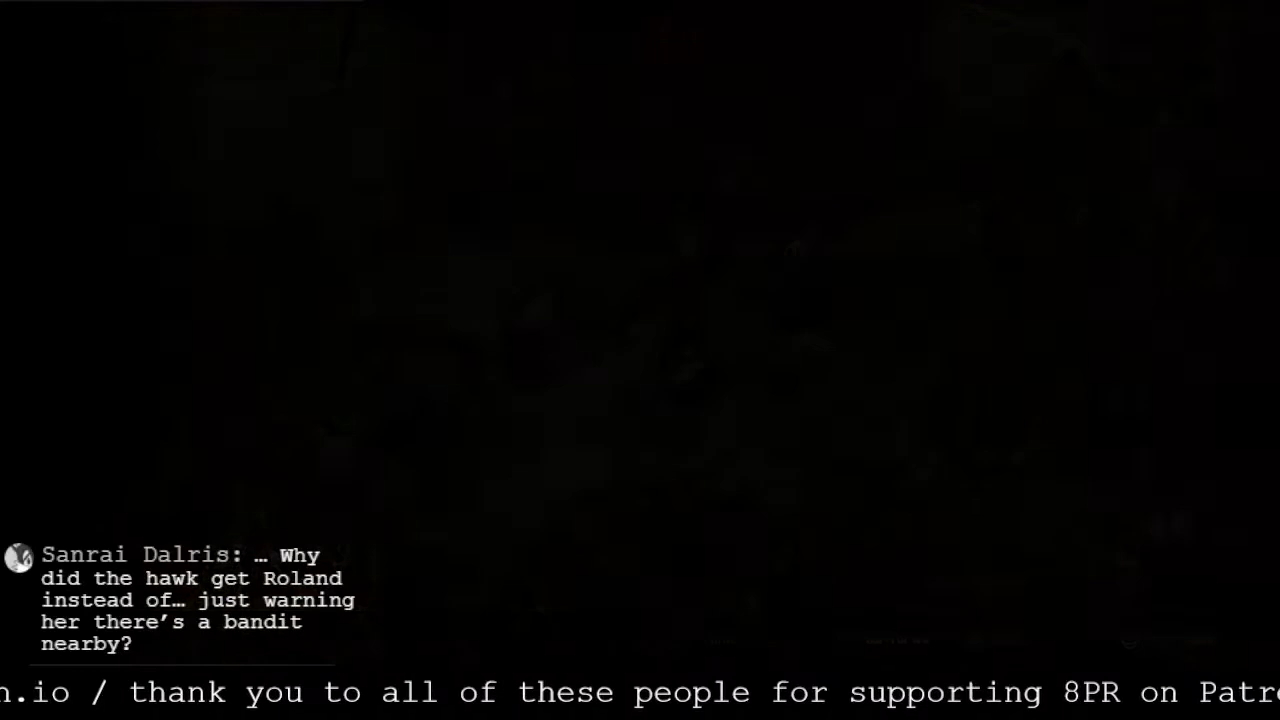 Sanrai Dalris: … Why
did the hawk get Roland
instead of… just warning
her there’s a bandit
nearby?
n.io / thank you to all of these people for supporting 8PR on Patr